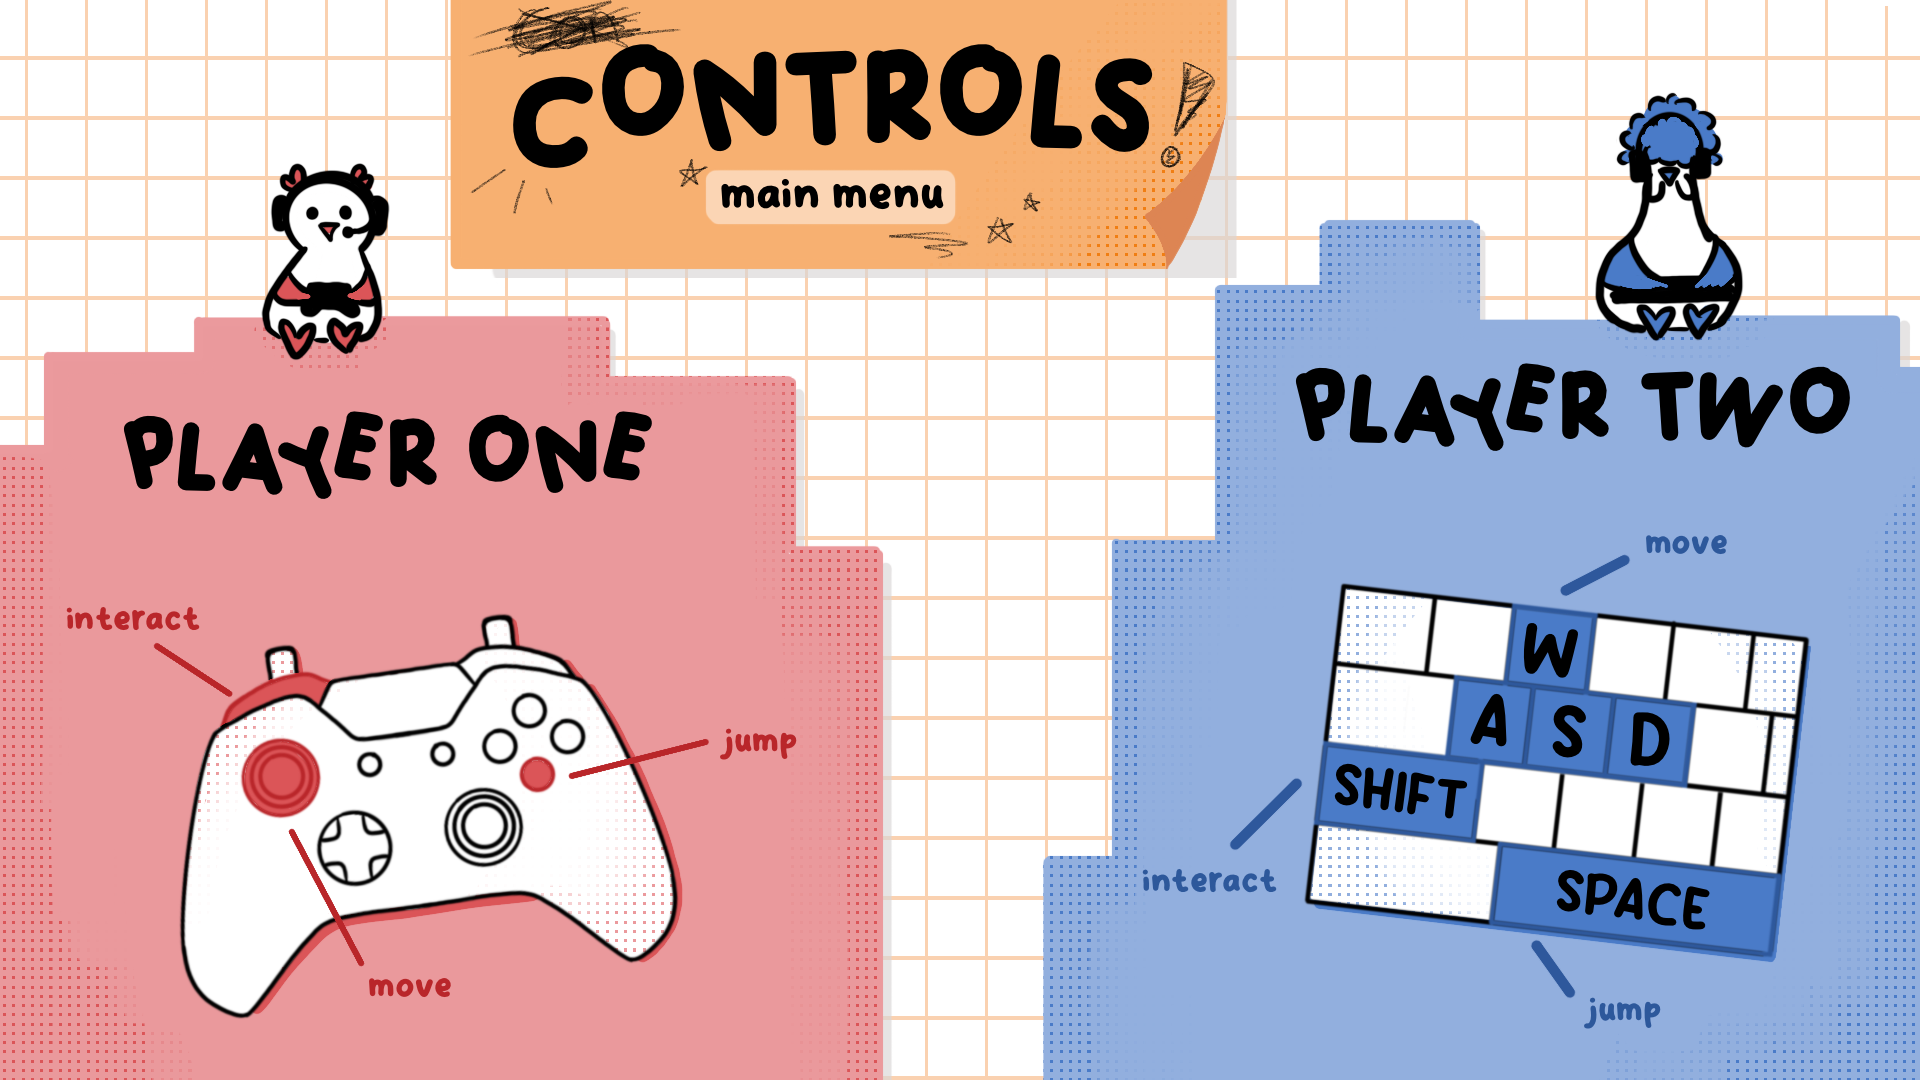 CONTROLS!
main menu
PLAYER ONE
interact
jump
move
PLAYER TWO
move
W
A S D
SHIFT
interact
SPACE
jump